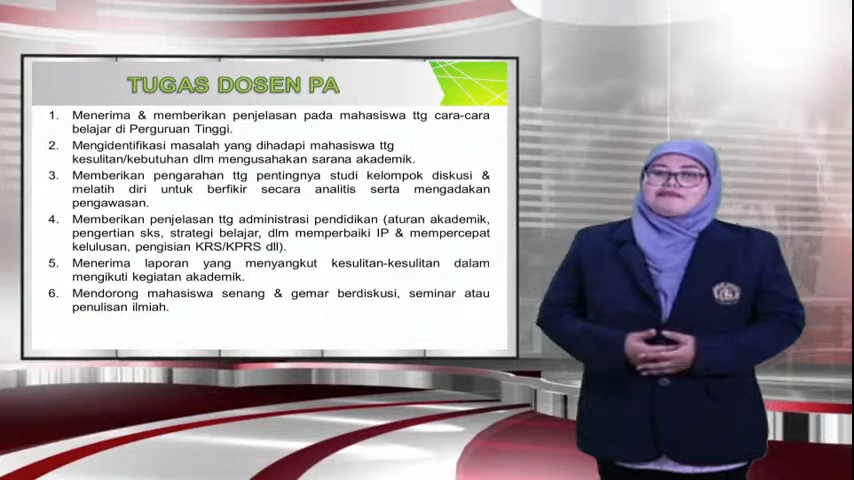 TUGAS DOSEN PA
1. Menerima & memberikan penjelasan pada mahasiswa ttg cara-cara
belajar di Perguruan Tinggi.
2. Mengidentifikasi masalah yang dihadapi mahasiswa ttg
kesulitan/kebutuhan dlm mengusahakan sarana akademik.
3. Memberikan pengarahan ttg pentingnya studi kelompok diskusi &
melatih diri untuk berfikir secara analitis serta mengadakan
pengawasan.
4. Memberikan penjelasan ttg administrasi pendidikan (aturan akademik,
pengertian sks, strategi belajar, dlm memperbaiki IP & mempercepat
kelulusan, pengisian KRS/KPRS dll).
5. Menerima laporan yang menyangkut kesulitan-kesulitan dalam
mengikuti kegiatan akademik.
6. Mendorong mahasiswa senang & gemar berdiskusi, seminar atau
penulisan ilmiah.